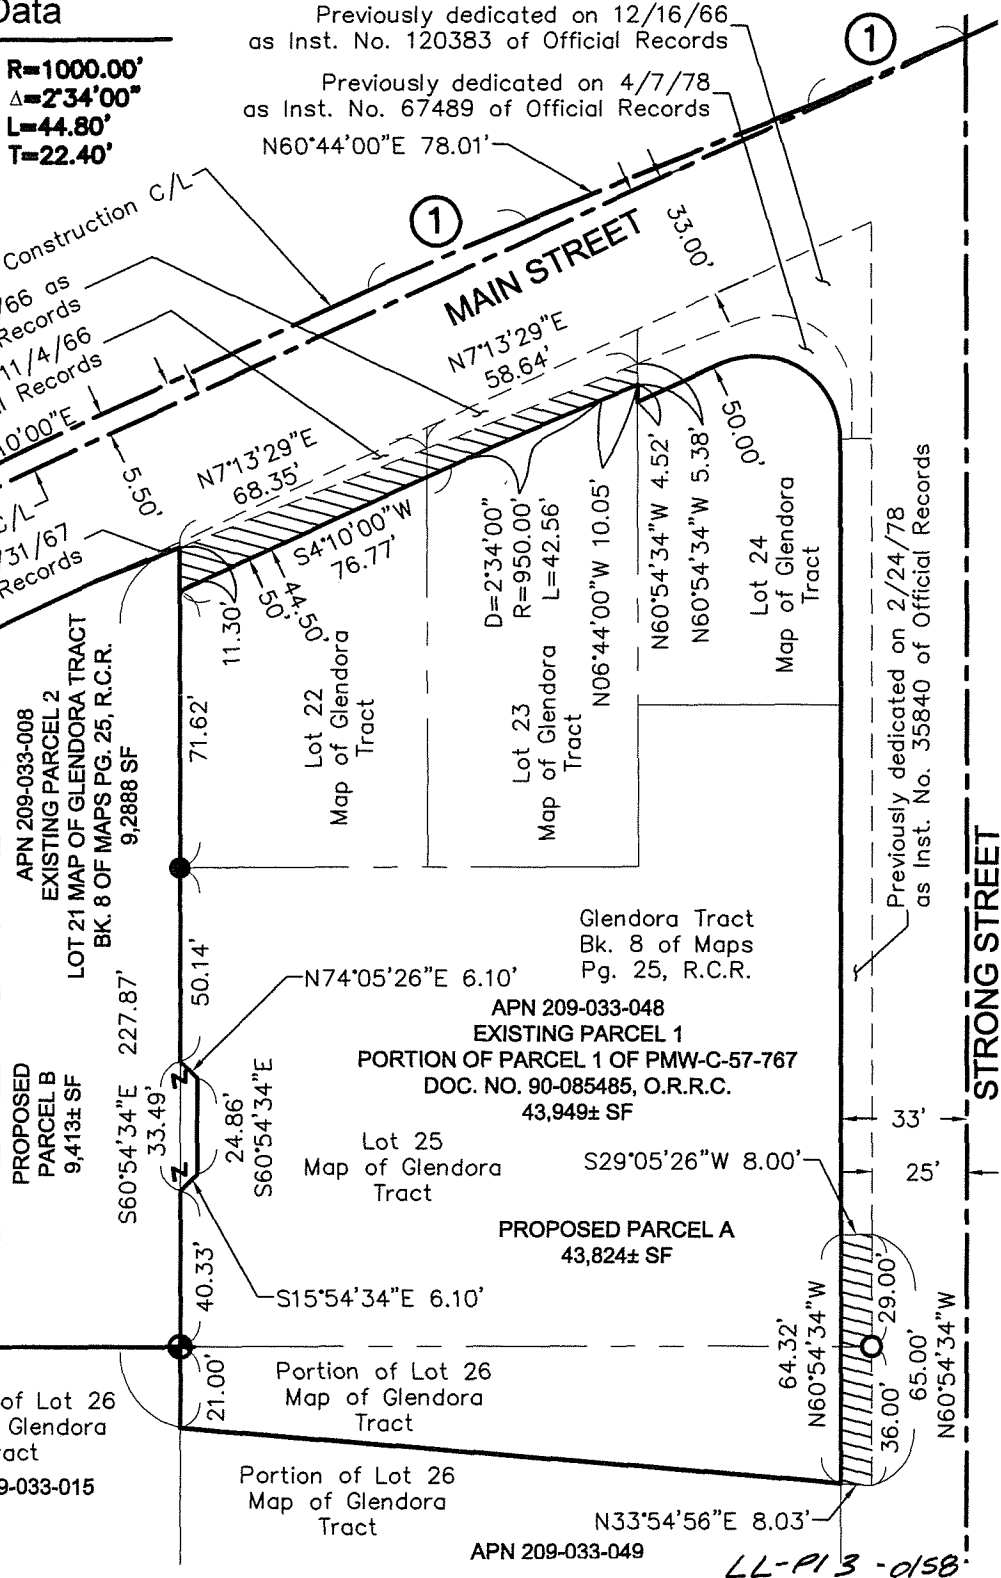 Data
R=1000.00'
Δ=2°34'00"
L=44.80'
T=22.40'
Previously dedicated on 12/16/66
as Inst. No. 120383 of Official Records
Previously dedicated on 4/7/78
as Inst. No. 67489 of Official Records
N60°44'00"E 78.01'
1
1
Construction C/L
/66 as
Records
11/4/66
Records
10'00"E
C/L
/31/67
Records
MAIN STREET
33.00'
N7°13'29"E
58.64'
N7°13'29"E
68.35'
5.50'
S4°10'00"W
76.77'
44.50'
50'
11.30'
50.00'
D=2°34'00"
R=950.00'
L=42.56'
N06°44'00"W 10.05'
N60°54'34"W 4.52'
N60°54'34"W 5.38'
Lot 24
Map of Glendora
Tract
Lot 23
Map of Glendora
Tract
Lot 22
Map of Glendora
Tract
Previously dedicated on 2/24/78
as Inst. No. 35840 of Official Records
STRONG STREET
APN 209-033-008
EXISTING PARCEL 2
LOT 21 MAP OF GLENDORA TRACT
BK. 8 OF MAPS PG. 25, R.C.R.
9,2888 SF
71.62'
50.14'
Glendora Tract
Bk. 8 of Maps
Pg. 25, R.C.R.
N74°05'26"E 6.10'
APN 209-033-048
EXISTING PARCEL 1
PORTION OF PARCEL 1 OF PMW-C-57-767
DOC. NO. 90-085485, O.R.R.C.
43,949± SF
PROPOSED
PARCEL B
9,413± SF
S60°54'34"E 227.87'
33.49'
24.86'
S60°54'34"E
Lot 25
Map of Glendora
Tract
33'
25'
S29°05'26"W 8.00'
PROPOSED PARCEL A
43,824± SF
40.33'
S15°54'34"E 6.10'
64.32'
N60°54'34"W
29.00'
36.00'
65.00'
N60°54'34"W
21.00'
Portion of Lot 26
Map of Glendora
Tract
of Lot 26
Glendora
ract
9-033-015
Portion of Lot 26
Map of Glendora
Tract
N33°54'56"E 8.03'
APN 209-033-049
LL-P13-0158